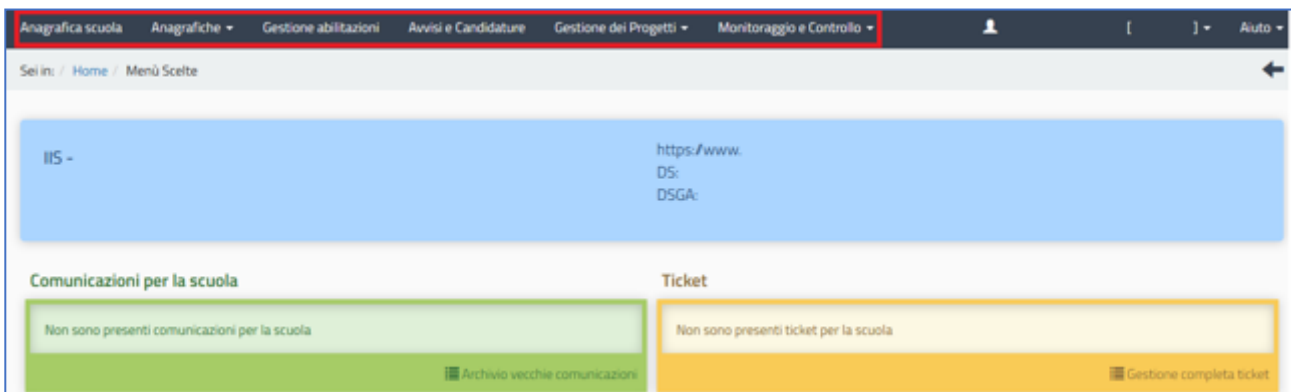 Anagrafica scuola Anagrafiche Gestione abilitazioni Avvisi e Candidature Gestione dei Progetti Monitoraggio e Controllo [ ] Aiuto
Sei in: / Home / Menù Scelte
IIS -
https://www.
DS:
DSGA:
Comunicazioni per la scuola
Non sono presenti comunicazioni per la scuola
Archivio vecchie comunicazioni
Ticket
Non sono presenti ticket per la scuola
Gestione completa ticket